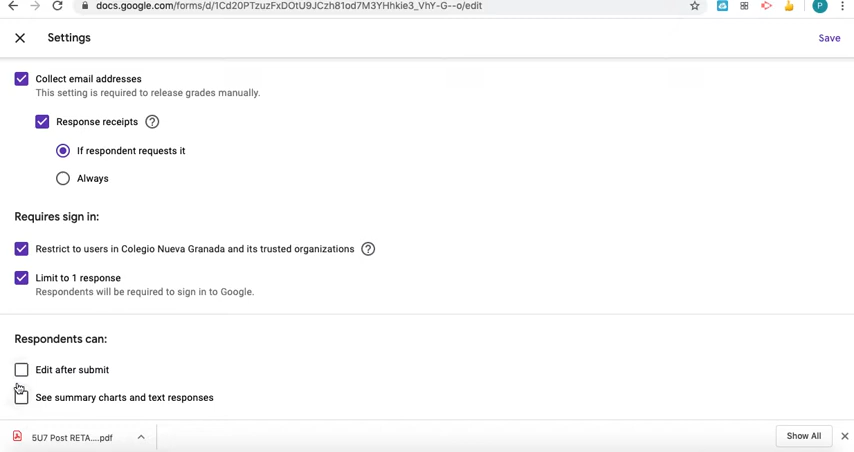 docs.google.com/forms/d/1Cd20PTzuzFxDOtU9JCzh81od7M3YHhkie3_VhY-G--o/edit
P
Settings
Save
Collect email addresses
This setting is required to release grades manually.
Response receipts ?
If respondent requests it
Always
Requires sign in:
Restrict to users in Colegio Nueva Granada and its trusted organizations ?
Limit to 1 response
Respondents will be required to sign in to Google.
Respondents can:
Edit after submit
See summary charts and text responses
5U7 Post RETA....pdf
Show All